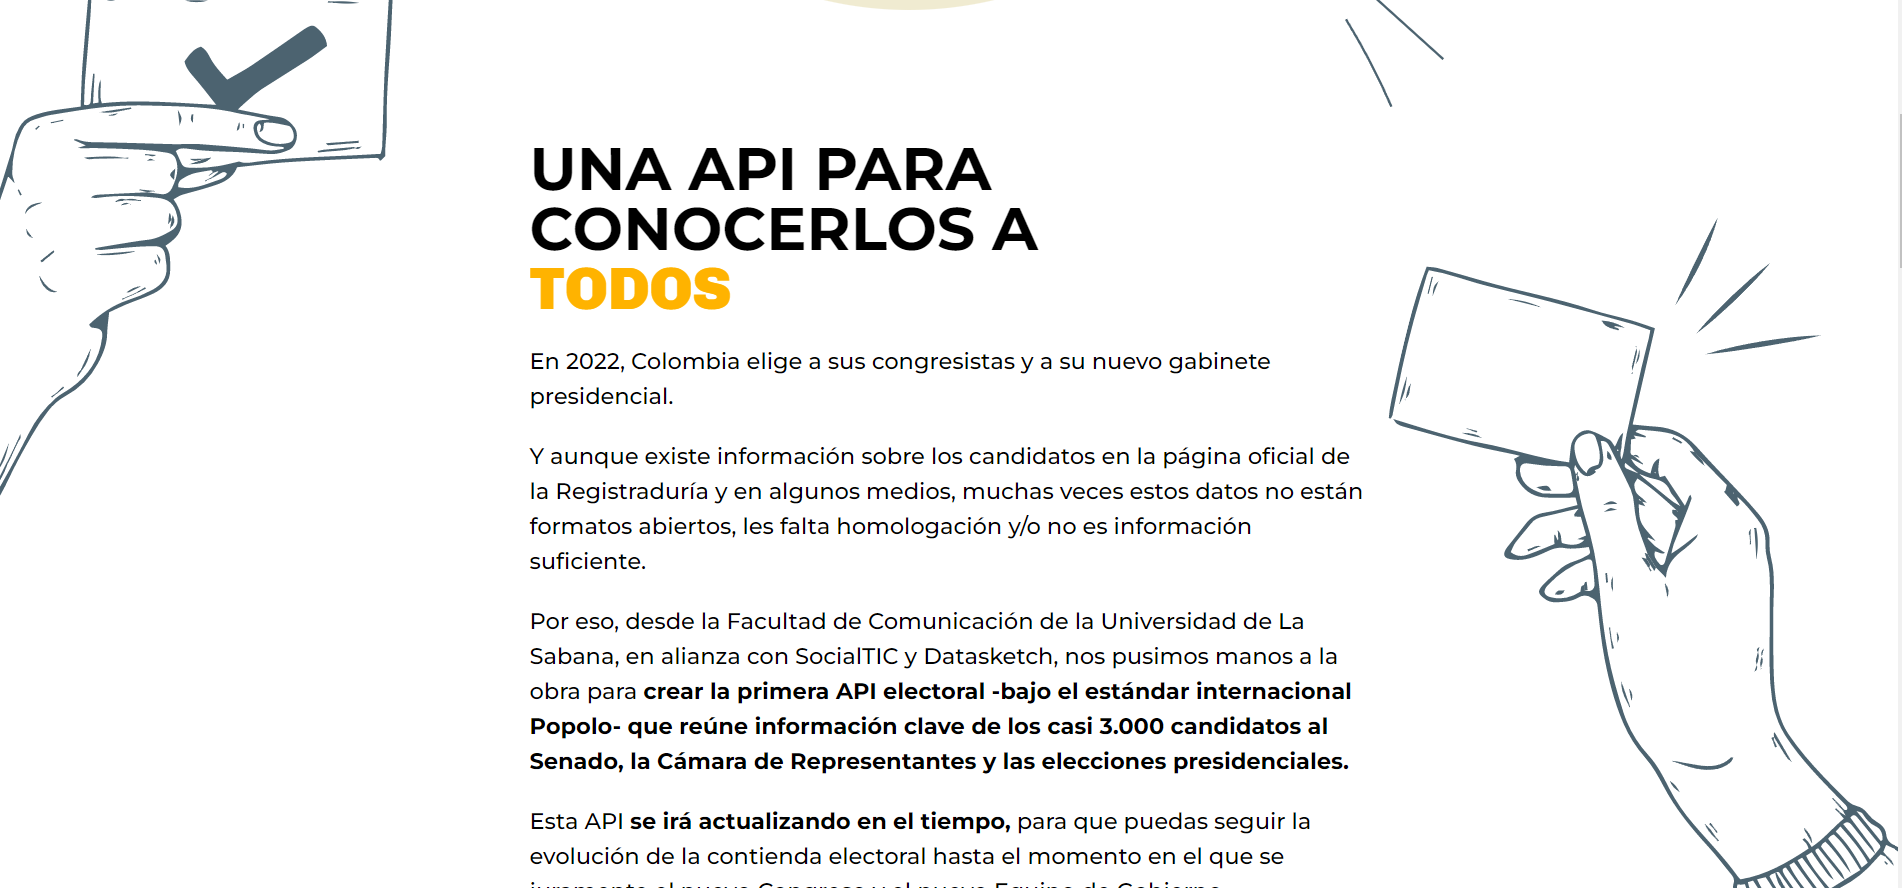 UNA API PARA
CONOCERLOS A
TODOS
En 2022, Colombia elige a sus congresistas y a su nuevo gabinete
presidencial.
Y aunque existe información sobre los candidatos en la página oficial de
la Registraduría y en algunos medios, muchas veces estos datos no están
formatos abiertos, les falta homologación y/o no es información
suficiente.
Por eso, desde la Facultad de Comunicación de la Universidad de La
Sabana, en alianza con SocialTIC y Datasketch, nos pusimos manos a la
obra para crear la primera API electoral -bajo el estándar internacional
Popolo- que reúne información clave de los casi 3.000 candidatos al
Senado, la Cámara de Representantes y las elecciones presidenciales.
Esta API se irá actualizando en el tiempo, para que puedas seguir la
evolución de la contienda electoral hasta el momento en el que se